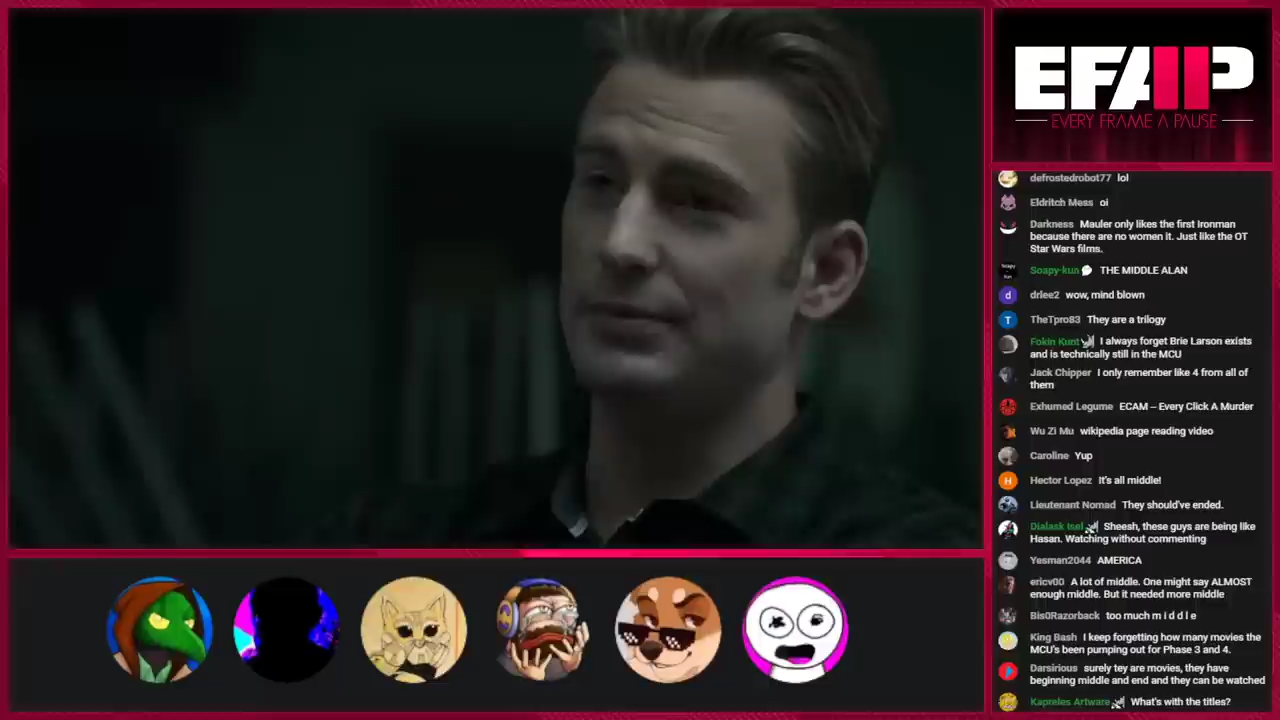 EFAP
EVERY FRAME A PAUSE
defrostedrobot77 lol
Eldritch Mess oi
Darkness Mauler only likes the first Ironman
because there are no women it. Just like the OT
Star Wars films.
Soapy-kun THE MIDDLE ALAN
drlee2 wow, mind blown
TheTpro83 They are a trilogy
Fokin Kunt I always forget Brie Larson exists
and is technically still in the MCU
Jack Chipper I only remember like 4 from all of
them
Exhumed Legume ECAM – Every Click A Murder
Wu Zi Mu wikipedia page reading video
Caroline Yup
Hector Lopez It's all middle!
Lieutenant Nomad They should've ended.
Dialask Isel Sheesh, these guys are being like
Hasan. Watching without commenting
Yesman2044 AMERICA
ericv00 A lot of middle. One might say ALMOST
enough middle. But it needed more middle
Bis0Razorback too much m i d d l e
King Bash I keep forgetting how many movies the
MCU's been pumping out for Phase 3 and 4.
Darsirious surely tey are movies, they have
beginning middle and end and they can be watched
Kapreles Artware What's with the titles?